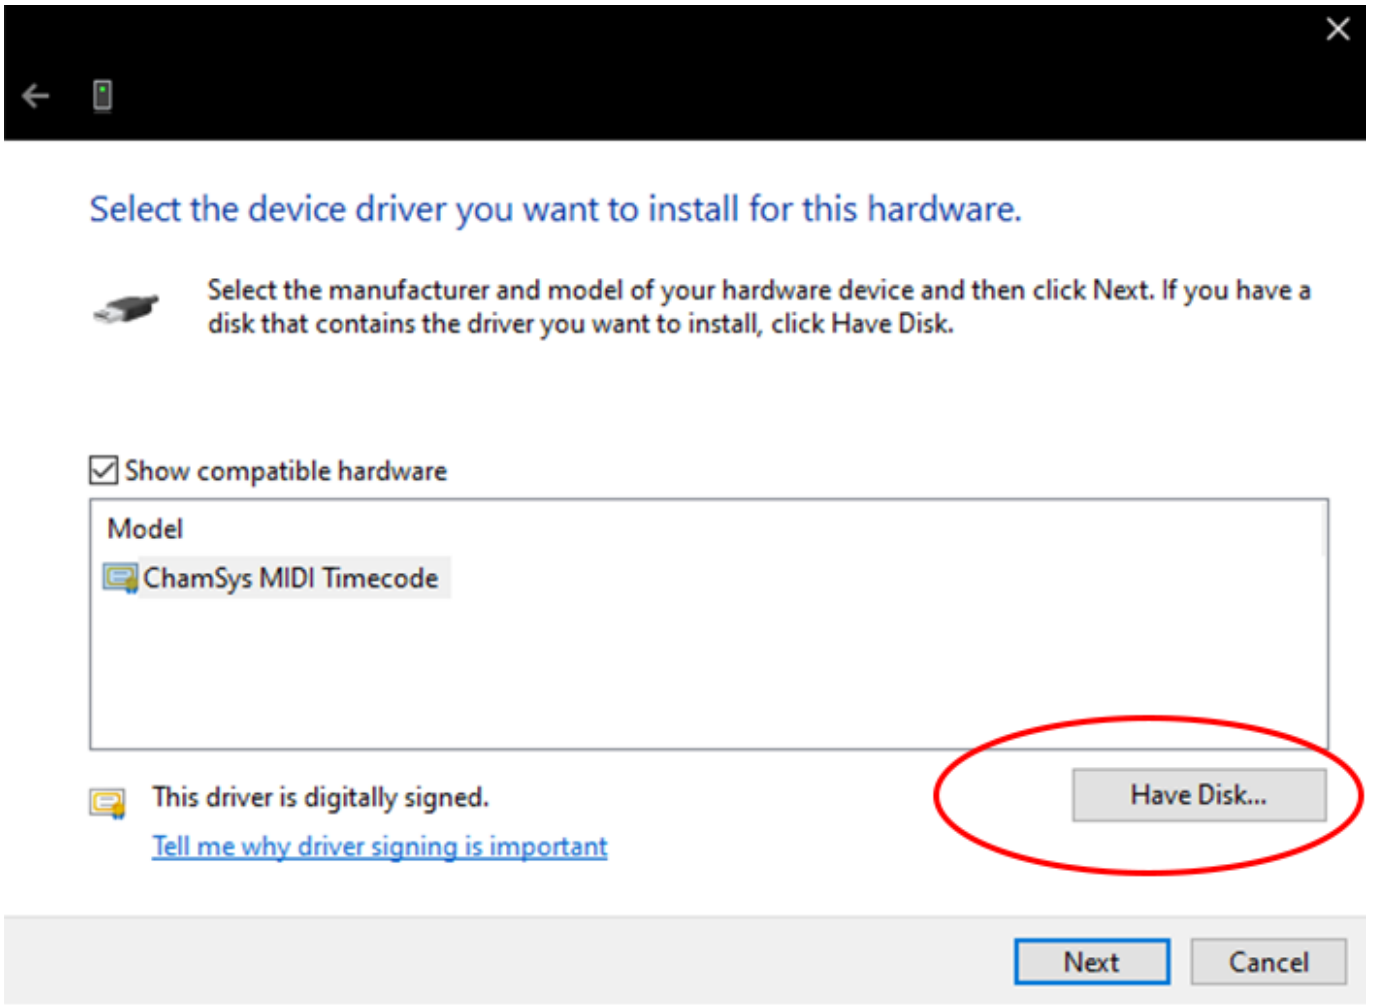 Select the device driver you want to install for this hardware.
Select the manufacturer and model of your hardware device and then click Next. If you have a
disk that contains the driver you want to install, click Have Disk.
Show compatible hardware
Model
ChamSys MIDI Timecode
This driver is digitally signed.
Have Disk...
Tell me why driver signing is important
Next
Cancel